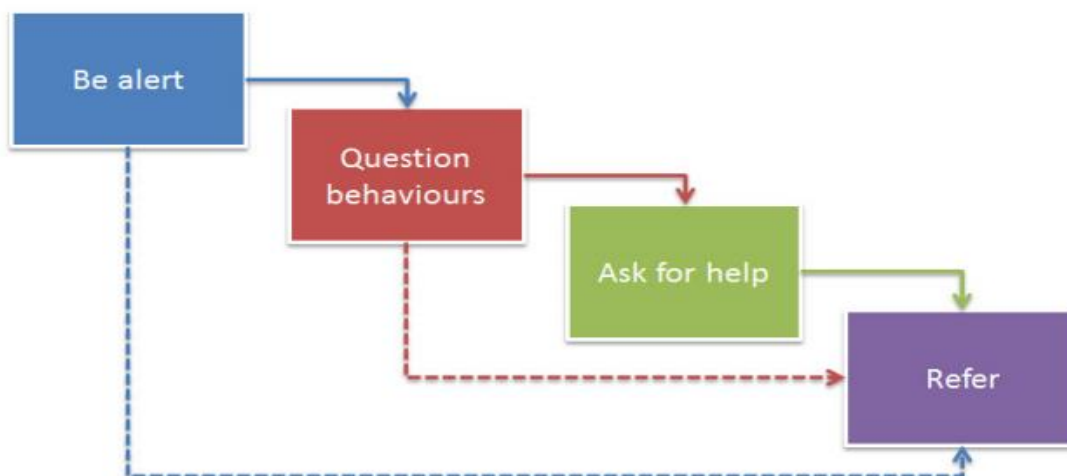 Be alert
Question
behaviours
Ask for help
Refer